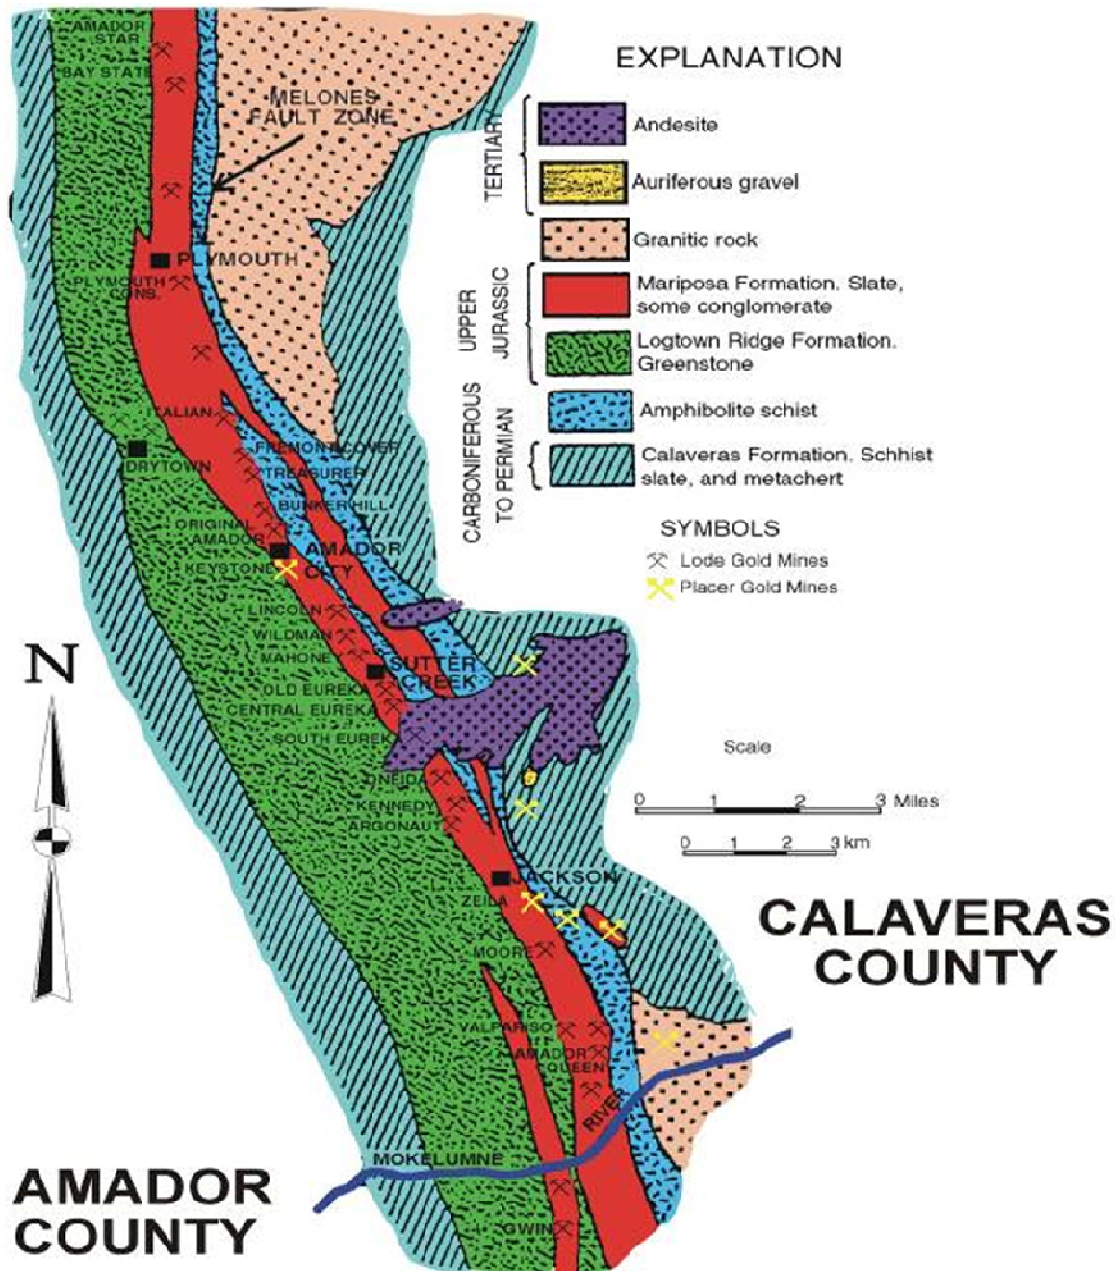 AMADOR
STAR
BAY STATE
MELONES
FAULT ZONE
PLYMOUTH
PLYMOUTH
CONS.
ITALIAN
FREMONT GOVER
DRYTOWN
TREASURER
BUNKER HILL
ORIGINAL
AMADOR
AMADOR
CITY
KEYSTONE
LINCOLN
WILDMAN
MAHONE
SUTTER
CREEK
OLD EUREKA
CENTRAL EUREKA
SOUTH EUREK
ONEIDA
KENNEDY
ARGONAUT
JACKSON
ZEILA
MOORE
VALPARISO
AMADOR
QUEEN
RIVER
MOKELUMNE
GWIN
EXPLANATION
TERTIARY
Andesite
Auriferous gravel
Granitic rock
UPPER
JURASSIC
Mariposa Formation. Slate,
some conglomerate
Logtown Ridge Formation.
Greenstone
CARBONIFEROUS
TO PERMIAN
Amphibolite schist
Calaveras Formation. Schhist
slate, and metachert
SYMBOLS
Lode Gold Mines
Placer Gold Mines
N
Scale
0 1 2 3 Miles
0 1 2 3 km
CALAVERAS
COUNTY
AMADOR
COUNTY